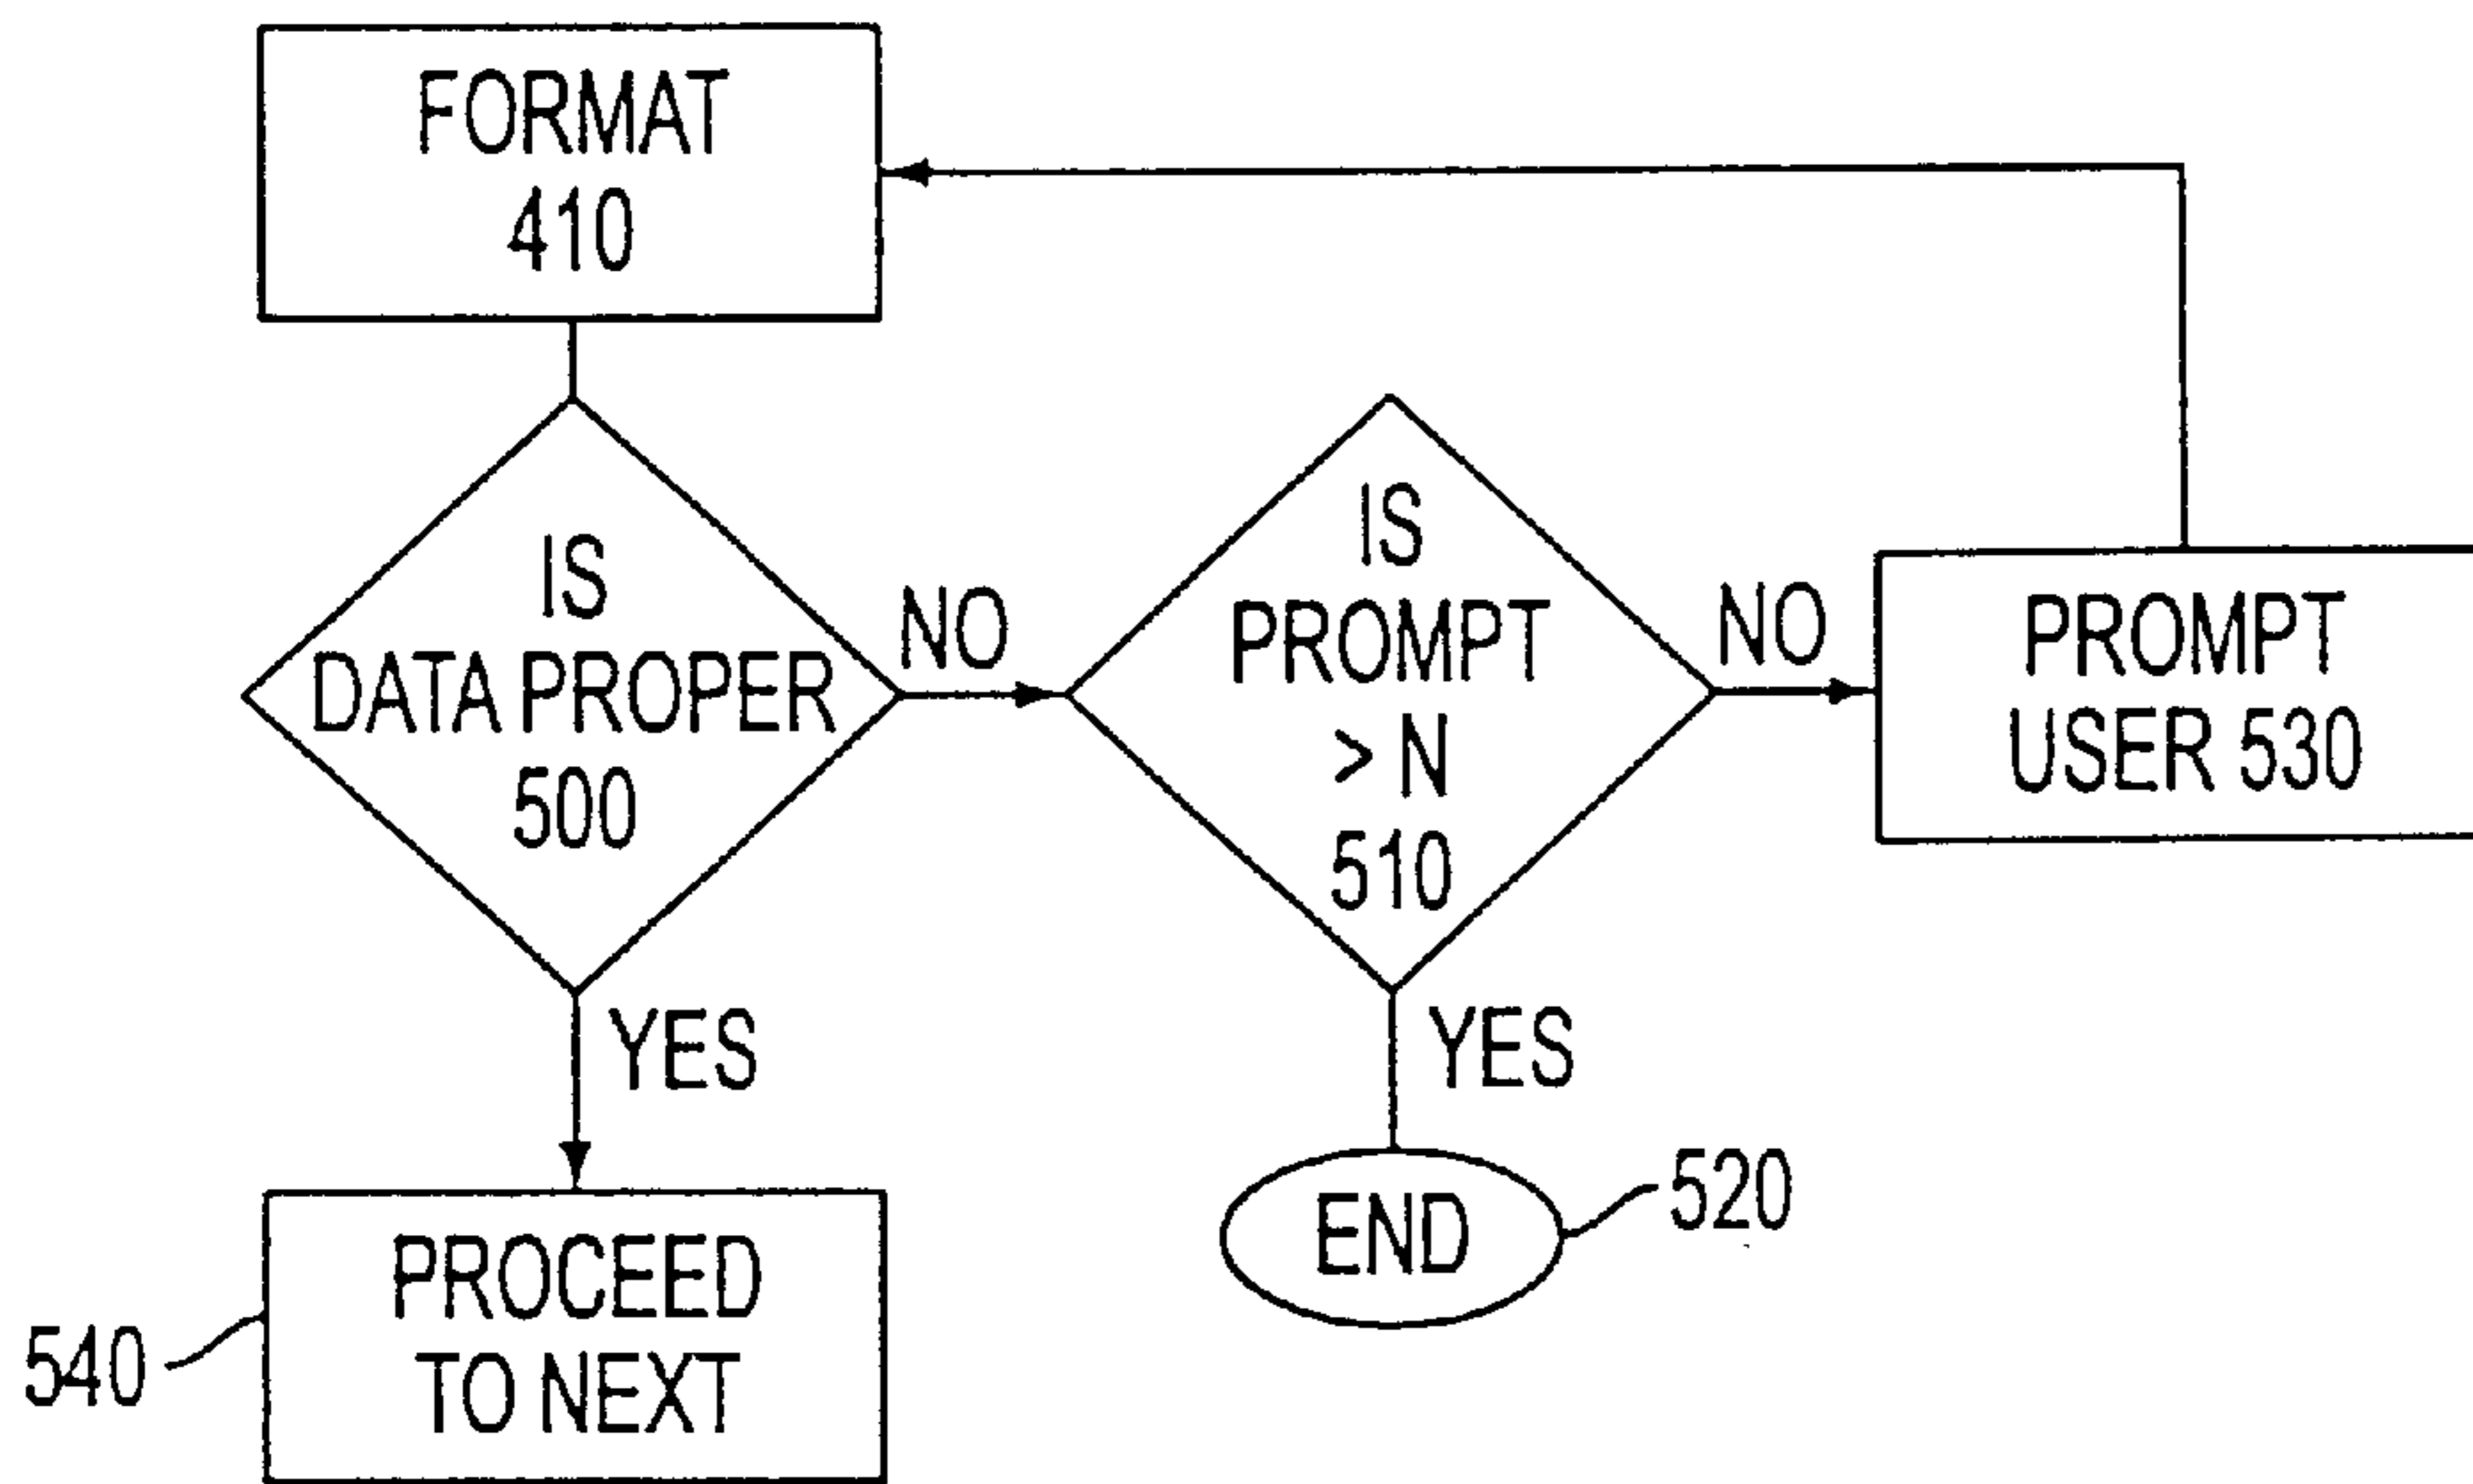 FORMAT
410
IS
DATA PROPER
500
NO
IS
PROMPT
> N
510
NO
PROMPT
USER 530
YES
YES
PROCEED
TO NEXT
540
END
520